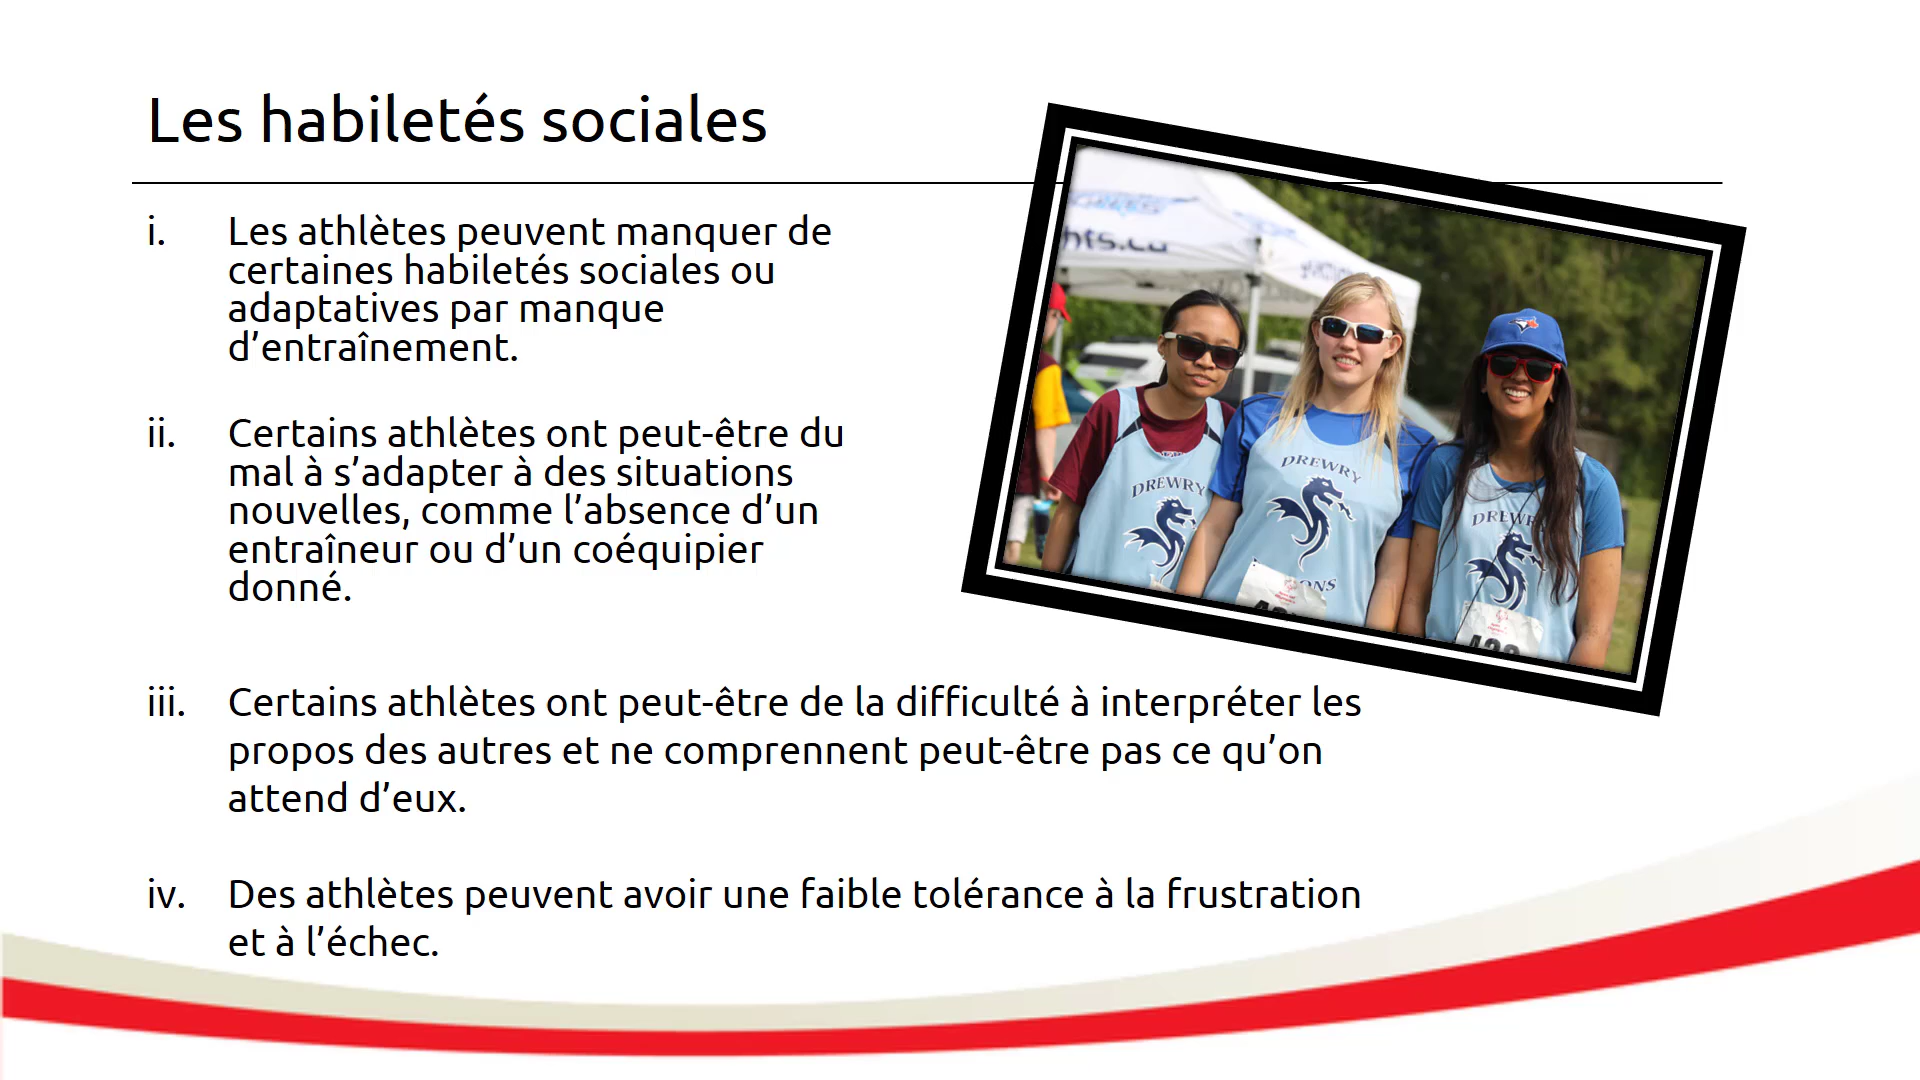 Les habiletés sociales
i. Les athlètes peuvent manquer de
certaines habiletés sociales ou
adaptatives par manque
d’entraînement.
ii. Certains athlètes ont peut-être du
mal à s’adapter à des situations
nouvelles, comme l’absence d’un
entraîneur ou d’un coéquipier
donné.
iii. Certains athlètes ont peut-être de la difficulté à interpréter les
propos des autres et ne comprennent peut-être pas ce qu’on
attend d’eux.
iv. Des athlètes peuvent avoir une faible tolérance à la frustration
et à l’échec.
DREWRY
DREWRY
DREWRY